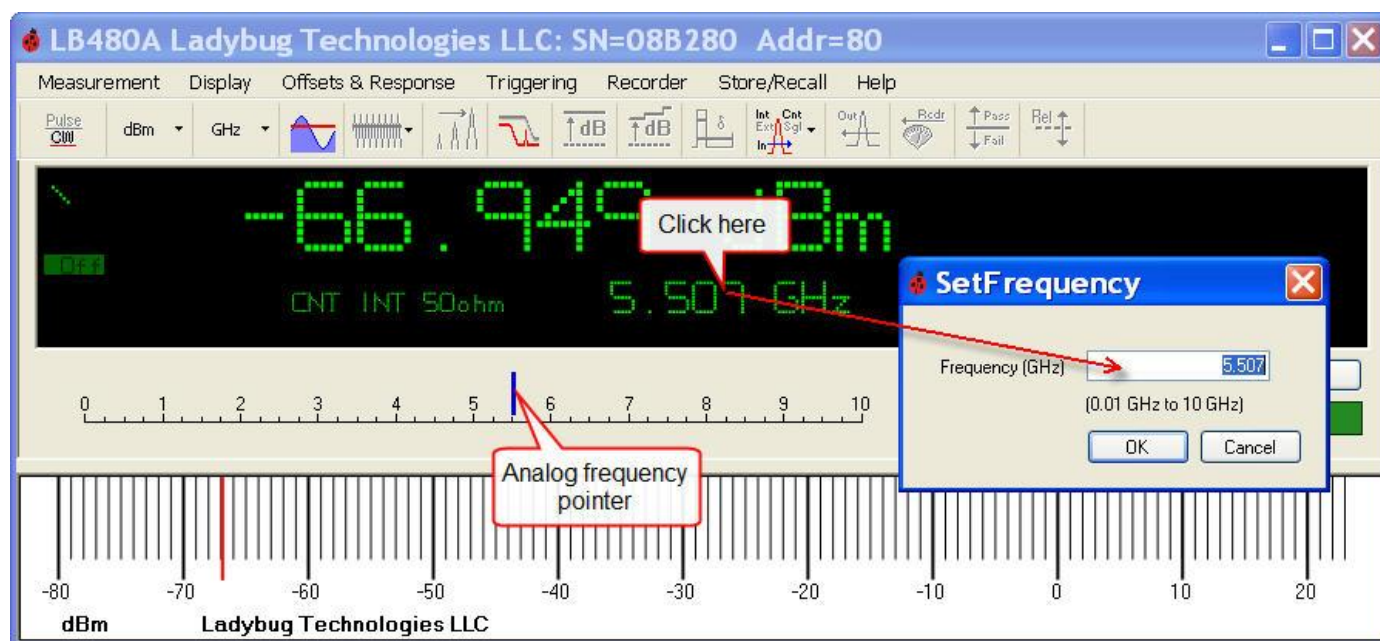 LB480A Ladybug Technologies LLC: SN=08B280 Addr=80
Measurement Display Offsets & Response Triggering Recorder Store/Recall Help
Pulse
CW
dBm
GHz
dB
dB
δ
Int Cnt
Ext Sgl
In
Out
Rcdr
Pass
Fail
Rel
-66.949 dBm
Click here
Off
CNT INT 50ohm
5.507 GHz
SetFrequency
Frequency (GHz) 5.507
(0.01 GHz to 10 GHz)
OK Cancel
0 1 2 3 4 5 6 7 8 9 10
Analog frequency
pointer
-80 -70 -60 -50 -40 -30 -20 -10 0 10 20
dBm Ladybug Technologies LLC